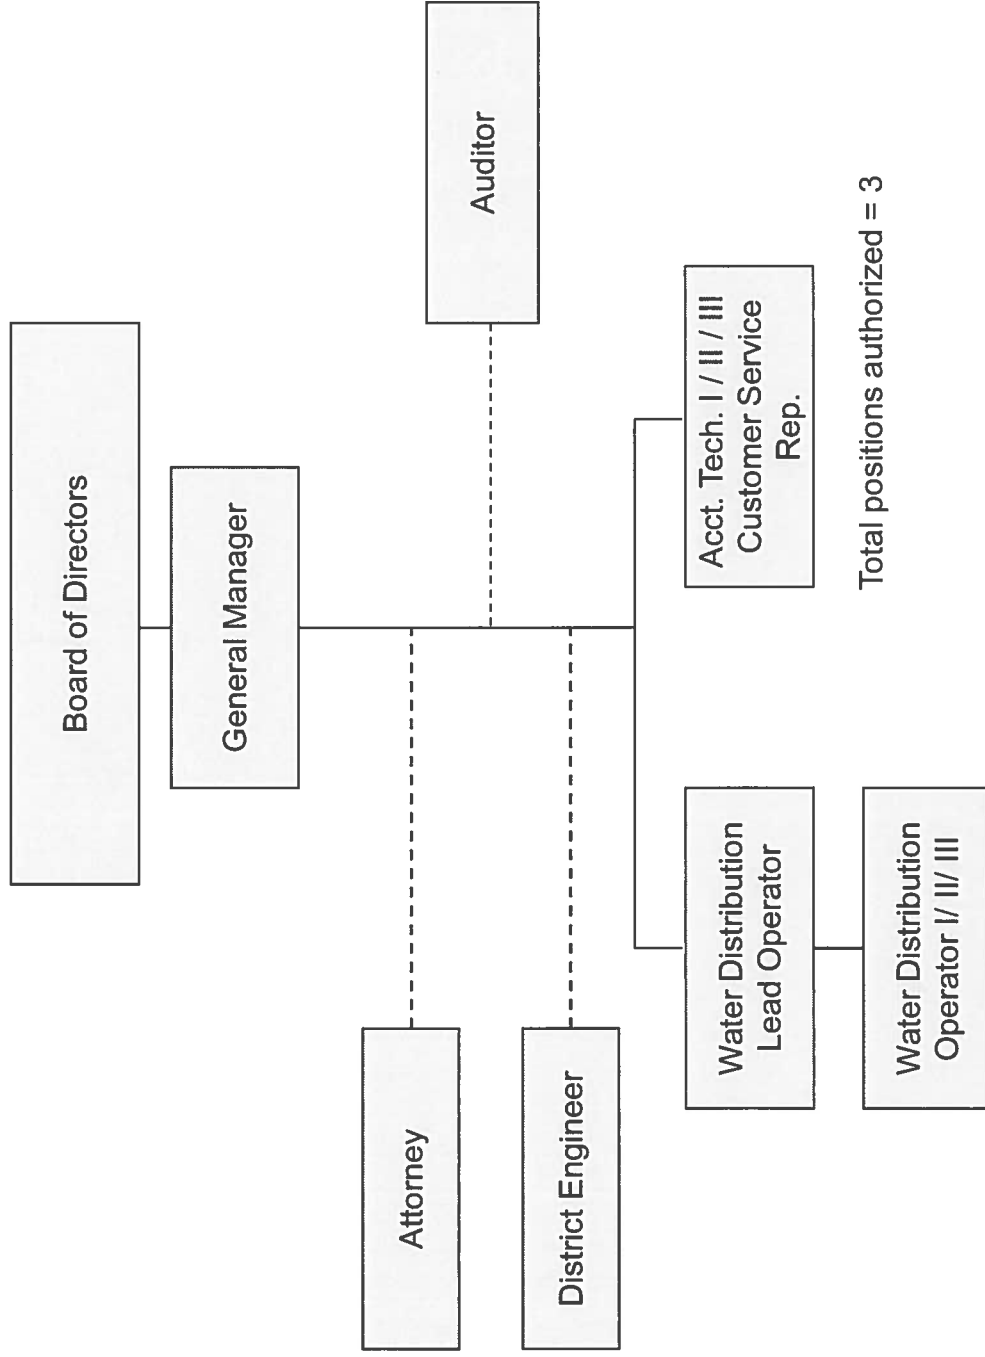 Board of Directors
General Manager
Attorney
Auditor
District Engineer
Water Distribution
Lead Operator
Acct. Tech. I / II / III
Customer Service
Rep.
Water Distribution
Operator I/ II/ III
Total positions authorized = 3